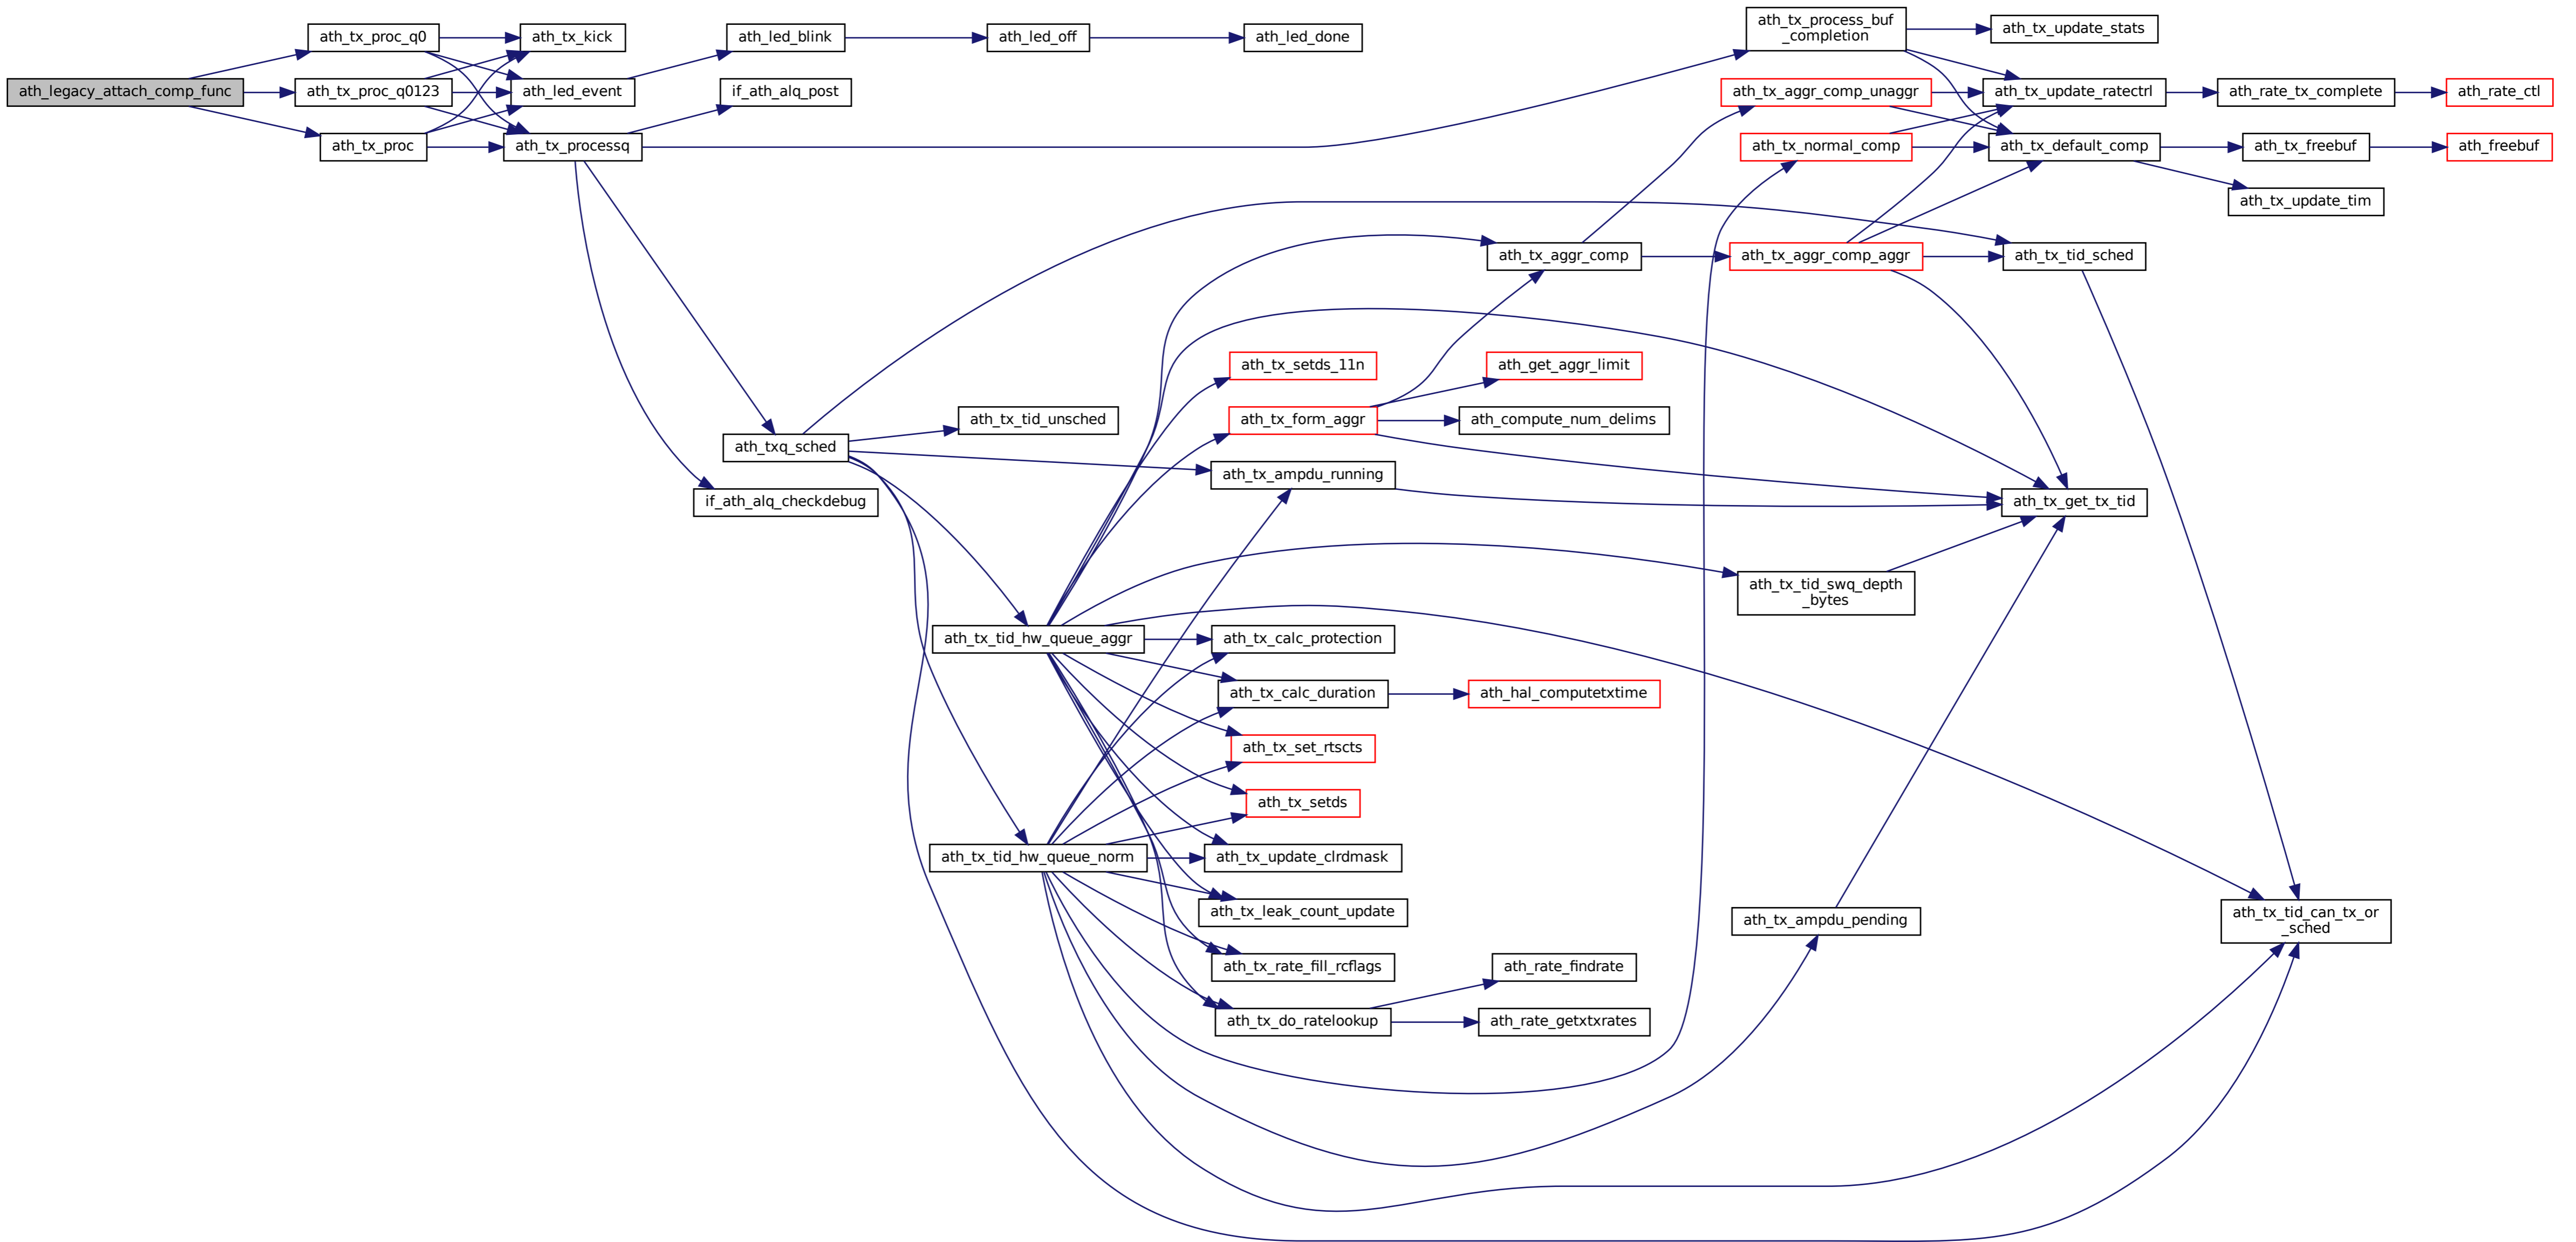 ath_legacy_attach_comp_func
ath_tx_proc_q0
ath_tx_proc_q0123
ath_tx_proc
ath_tx_kick
ath_led_event
ath_tx_processq
ath_led_blink
if_ath_alq_post
ath_txq_sched
if_ath_alq_checkdebug
ath_led_off
ath_tx_tid_unsched
ath_tx_tid_hw_queue_aggr
ath_tx_tid_hw_queue_norm
ath_led_done
ath_tx_setds_11n
ath_tx_form_aggr
ath_tx_ampdu_running
ath_tx_calc_protection
ath_tx_calc_duration
ath_tx_set_rtscts
ath_tx_setds
ath_tx_update_clrdmask
ath_tx_leak_count_update
ath_tx_rate_fill_rcflags
ath_tx_do_ratelookup
ath_tx_aggr_comp
ath_get_aggr_limit
ath_compute_num_delims
ath_hal_computetxtime
ath_rate_findrate
ath_rate_getxtxrates
ath_tx_process_buf
_completion
ath_tx_aggr_comp_unaggr
ath_tx_normal_comp
ath_tx_aggr_comp_aggr
ath_tx_tid_swq_depth
_bytes
ath_tx_ampdu_pending
ath_tx_update_stats
ath_tx_update_ratectrl
ath_tx_default_comp
ath_tx_tid_sched
ath_tx_get_tx_tid
ath_rate_tx_complete
ath_tx_freebuf
ath_tx_update_tim
ath_tx_tid_can_tx_or
_sched
ath_rate_ctl
ath_freebuf